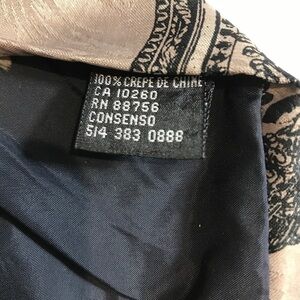 100% CREPE DE CHINE
CA 10260
RN 88756
CONSENSO
514 383 0888